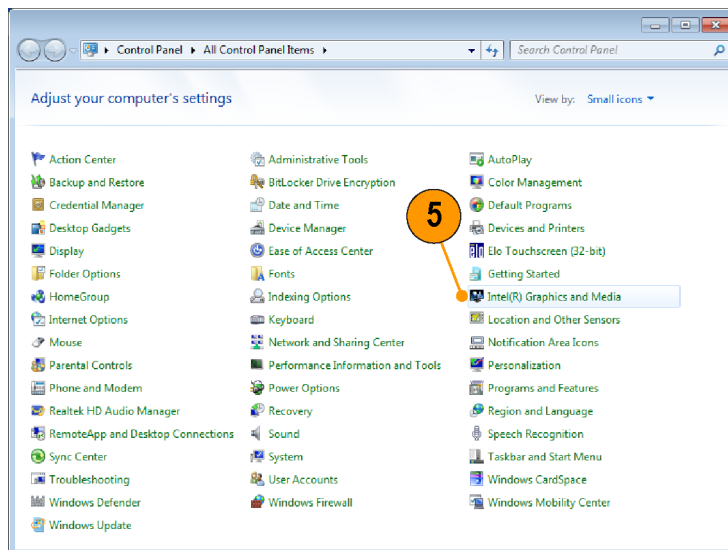 Control Panel All Control Panel Items Search Control Panel
Adjust your computer's settings View by: Small icons
Action Center Administrative Tools AutoPlay
Backup and Restore BitLocker Drive Encryption Color Management
Credential Manager Date and Time Default Programs
5
Desktop Gadgets Device Manager Devices and Printers
Display Ease of Access Center Elo Touchscreen (32-bit)
Folder Options Fonts Getting Started
HomeGroup Indexing Options Intel(R) Graphics and Media
Internet Options Keyboard Location and Other Sensors
Mouse Network and Sharing Center Notification Area Icons
Parental Controls Performance Information and Tools Personalization
Phone and Modem Power Options Programs and Features
Realtek HD Audio Manager Recovery Region and Language
RemoteApp and Desktop Connections Sound Speech Recognition
Sync Center System Taskbar and Start Menu
Troubleshooting User Accounts Windows CardSpace
Windows Defender Windows Firewall Windows Mobility Center
Windows Update